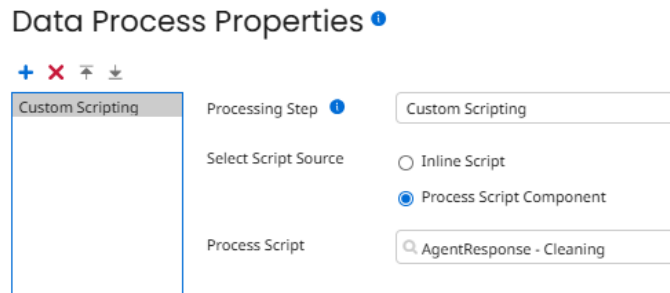 Data Process Properties
Custom Scripting
Processing Step
Custom Scripting
Select Script Source
Inline Script
Process Script Component
Process Script
AgentResponse - Cleaning